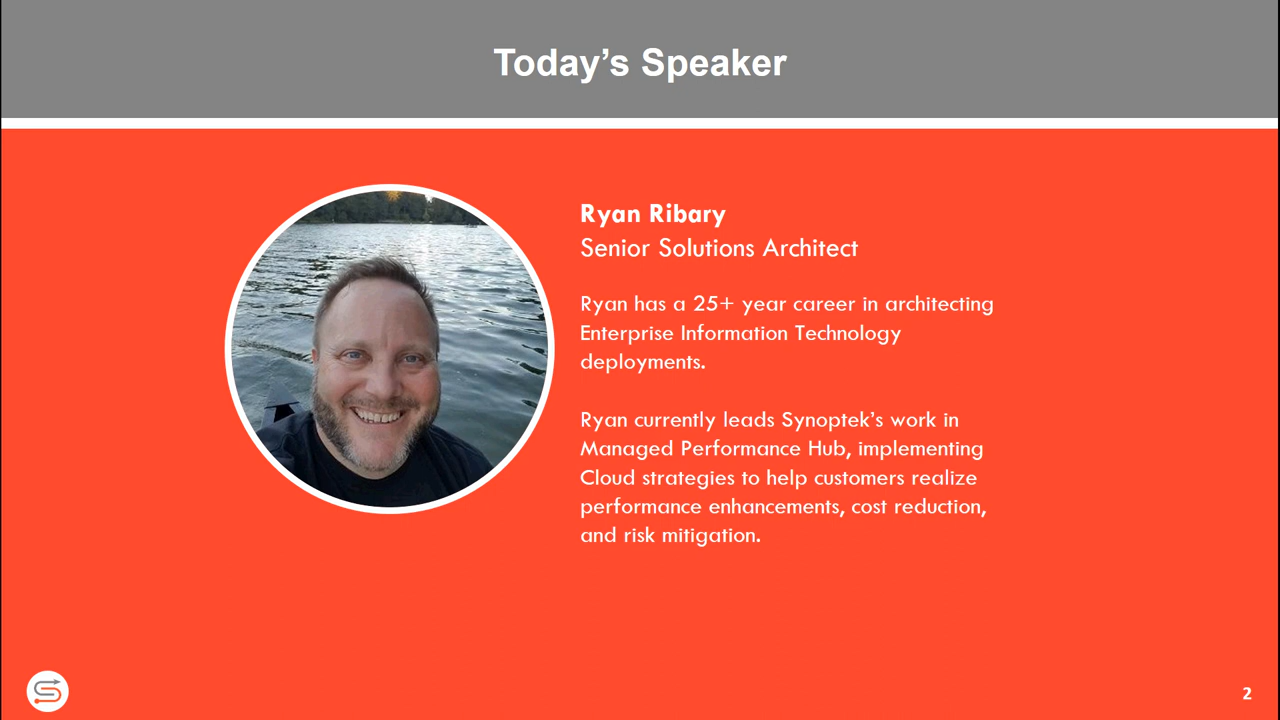 Today’s Speaker
Ryan Ribary
Senior Solutions Architect
Ryan has a 25+ year career in architecting
Enterprise Information Technology
deployments.
Ryan currently leads Synoptek’s work in
Managed Performance Hub, implementing
Cloud strategies to help customers realize
performance enhancements, cost reduction,
and risk mitigation.
2